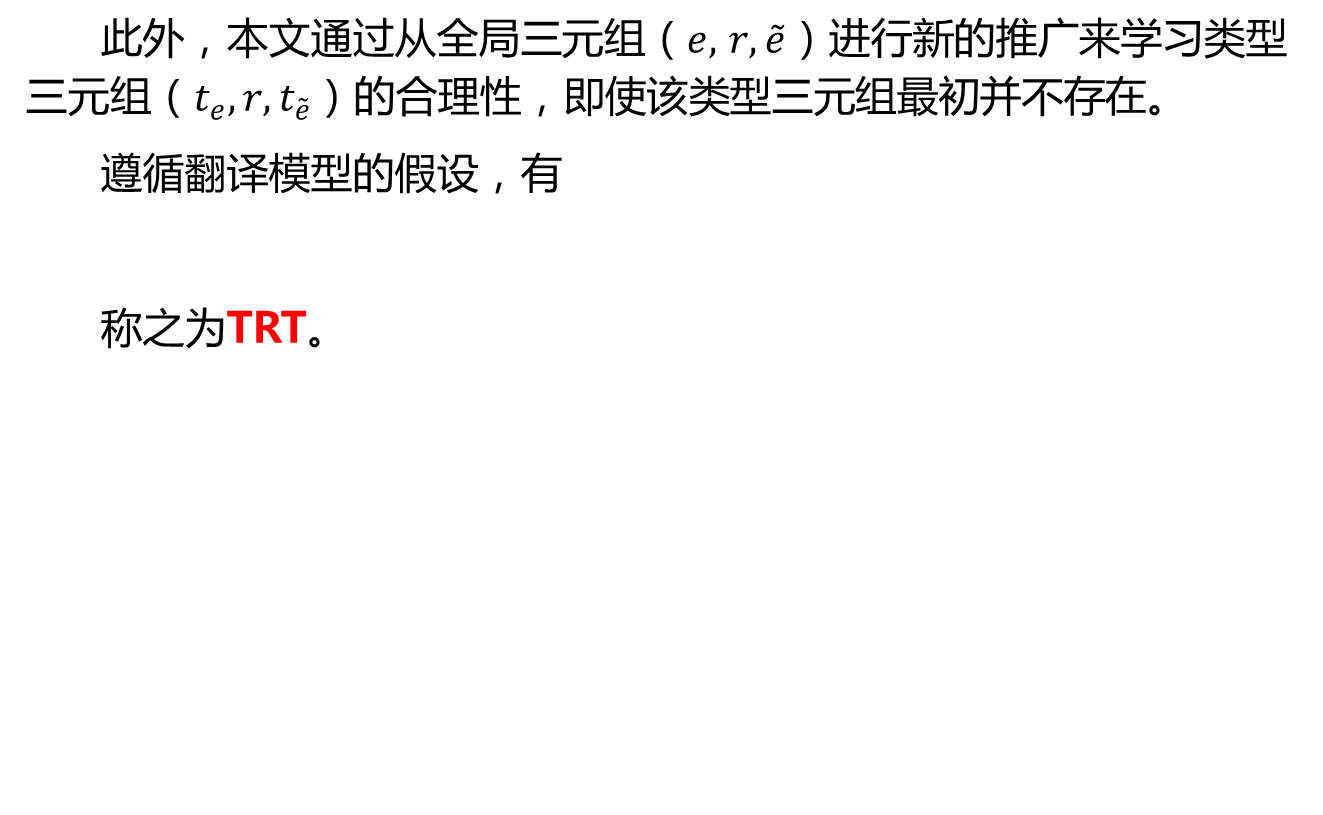 此外，本文通过从全局三元组（e, r, ẽ）进行新的推广来学习类型
三元组（t_e, r, t_ẽ）的合理性，即使该类型三元组最初并不存在。
遵循翻译模型的假设，有
称之为TRT。